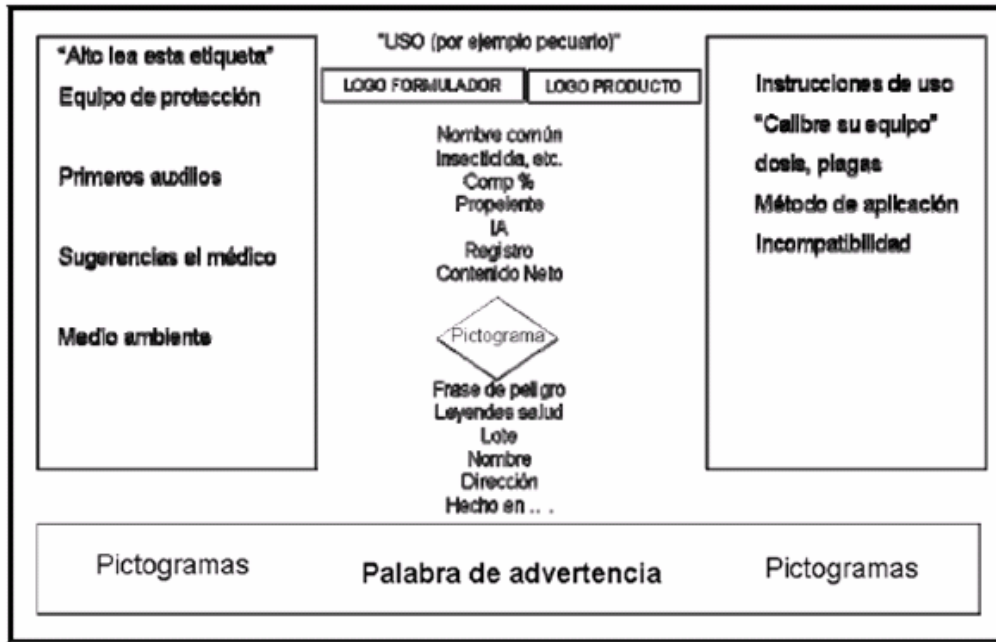 "USO (por ejemplo pecuario)"
"Alto lea esta etiqueta"
Equipo de protección
Primeros auxilios
Sugerencias el médico
Medio ambiente
LOGO FORMULADOR
LOGO PRODUCTO
Nombre común
Insecticida, etc.
Comp %
Propelente
IA
Registro
Contenido Neto
Pictograma
Frase de peligro
Leyendas salud
Lote
Nombre
Dirección
Hecho en .. .
Instrucciones de uso
"Calibre su equipo"
dosis, plagas
Método de aplicación
Incompatibilidad
Pictogramas
Palabra de advertencia
Pictogramas